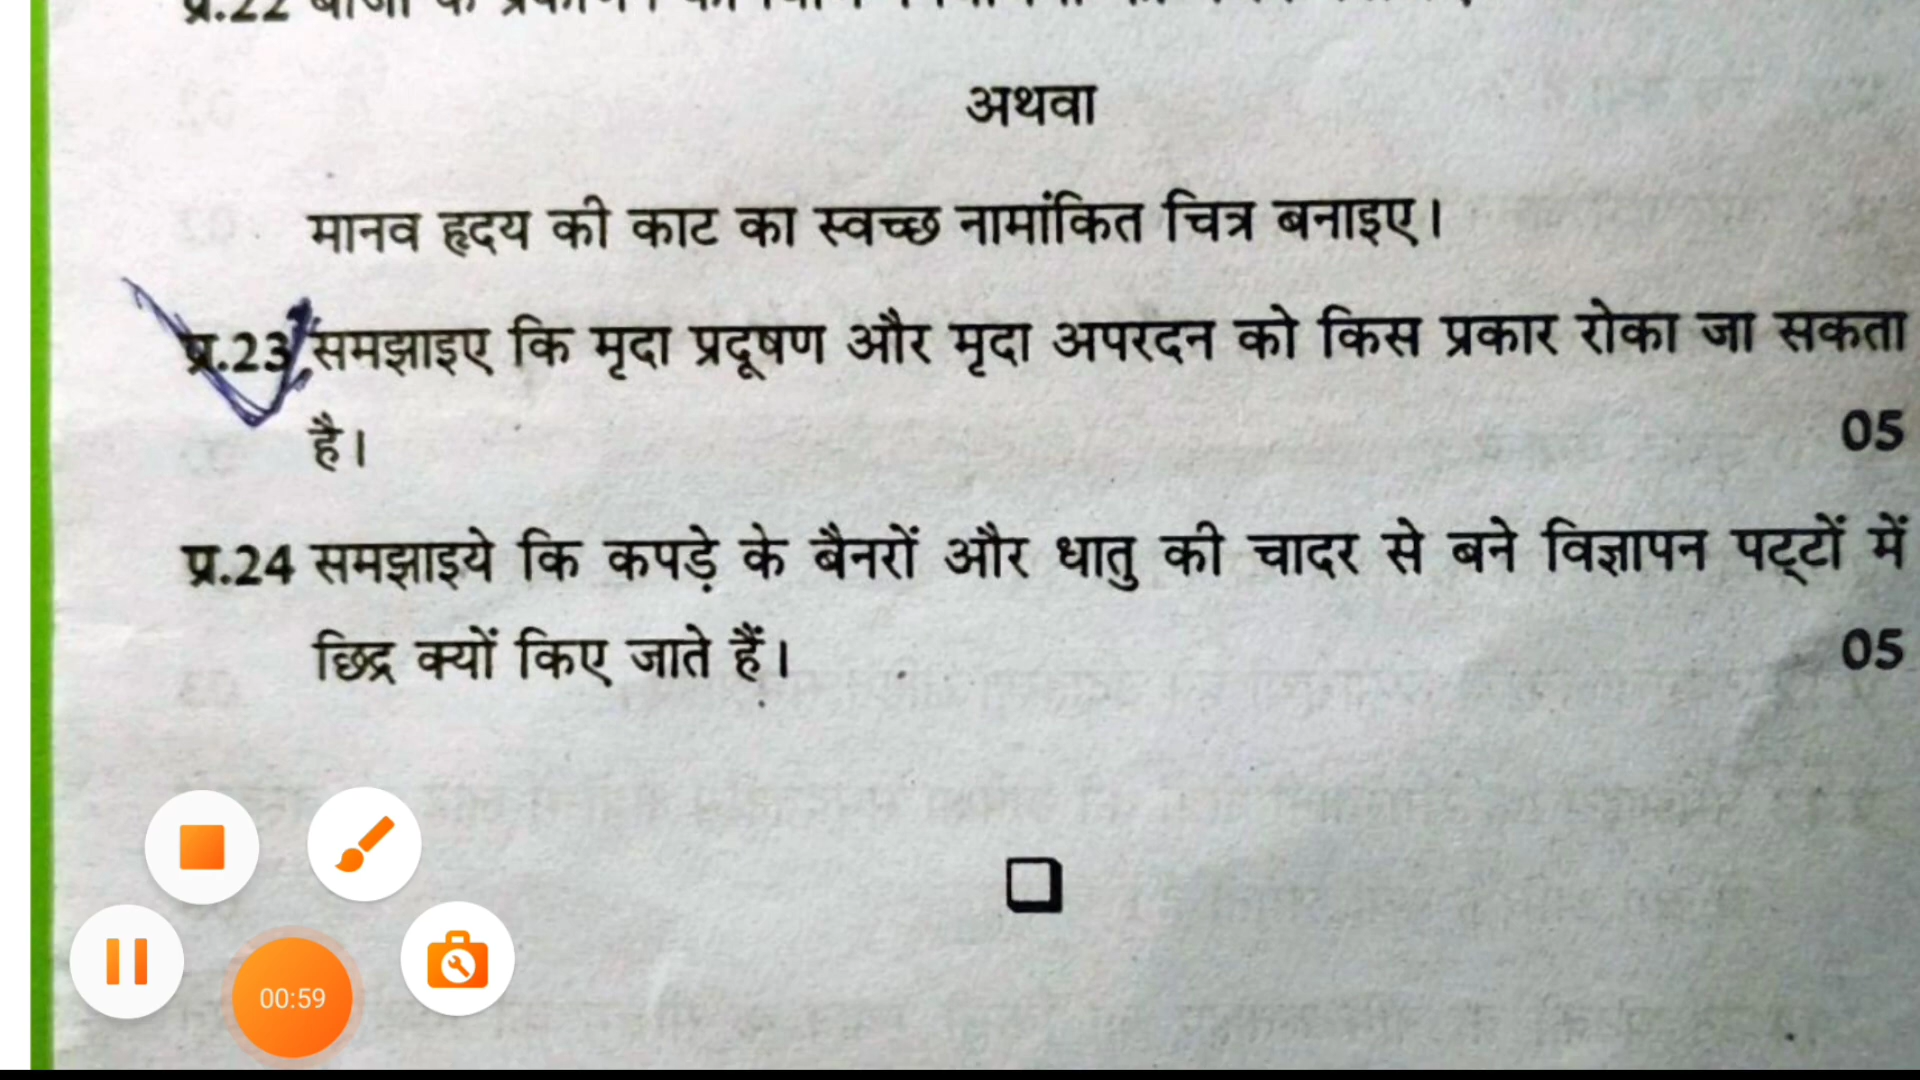 प्र.22
अथवा
मानव हृदय की काट का स्वच्छ नामांकित चित्र बनाइए।
प्र.23 समझाइए कि मृदा प्रदूषण और मृदा अपरदन को किस प्रकार रोका जा सकता
है। 05
प्र.24 समझाइये कि कपड़े के बैनरों और धातु की चादर से बने विज्ञापन पट्टों में
छिद्र क्यों किए जाते हैं। 05
00:59